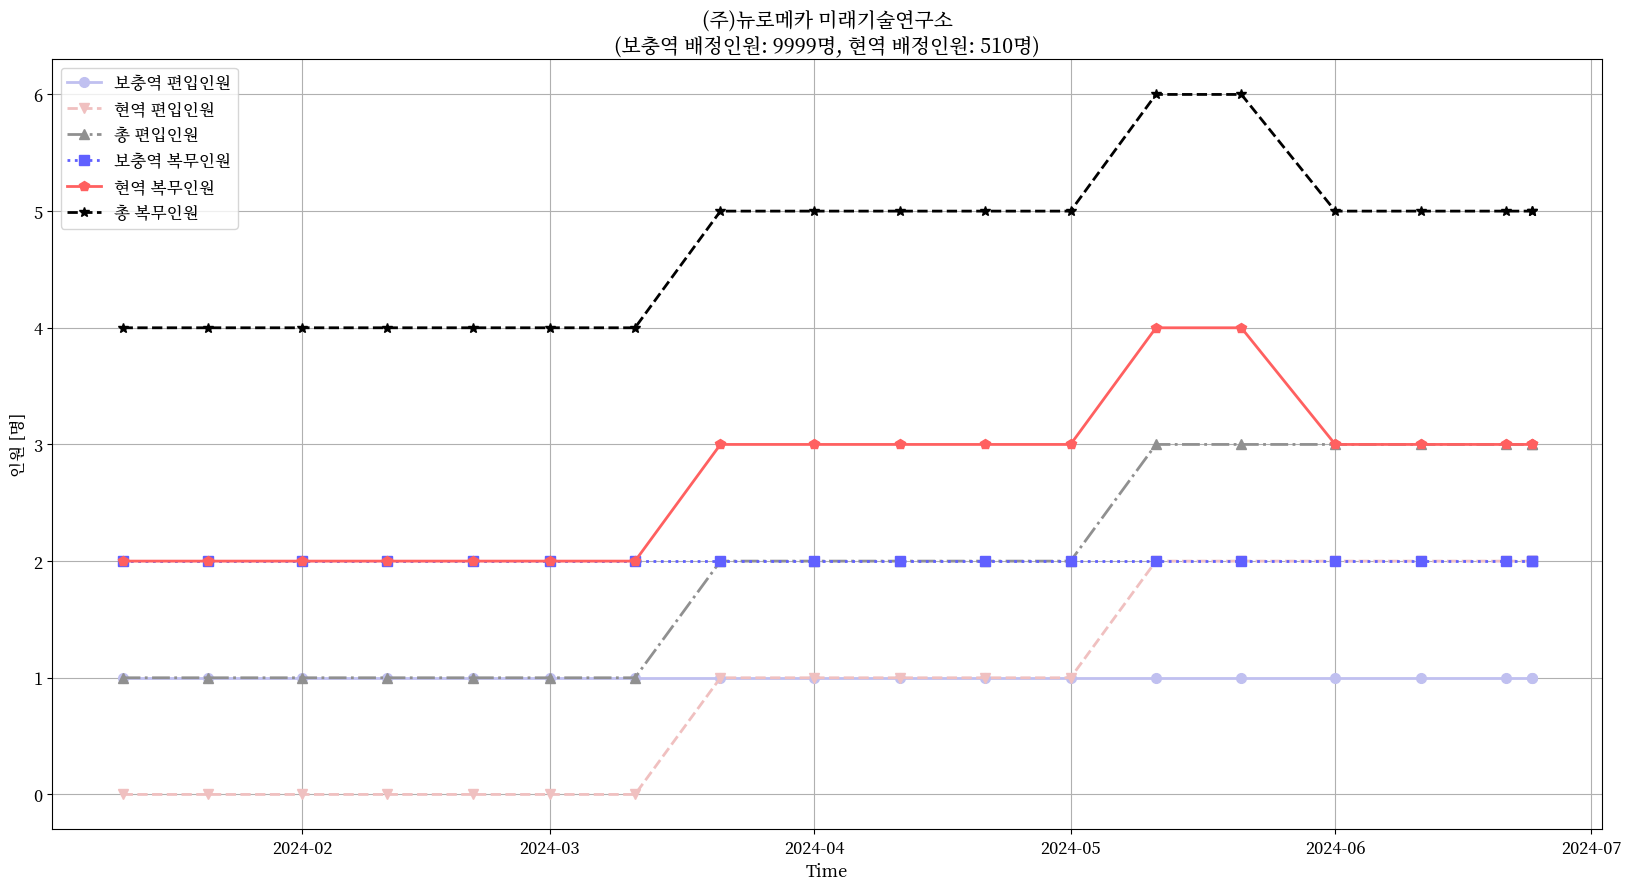 (주)뉴로메카 미래기술연구소
(보충역 배정인원: 9999명, 현역 배정인원: 510명)
보충역 편입인원
현역 편입인원
총 편입인원
보충역 복무인원
현역 복무인원
총 복무인원
인원 [명]
6
5
4
3
2
1
0
2024-02 2024-03 2024-04 2024-05 2024-06 2024-07
Time